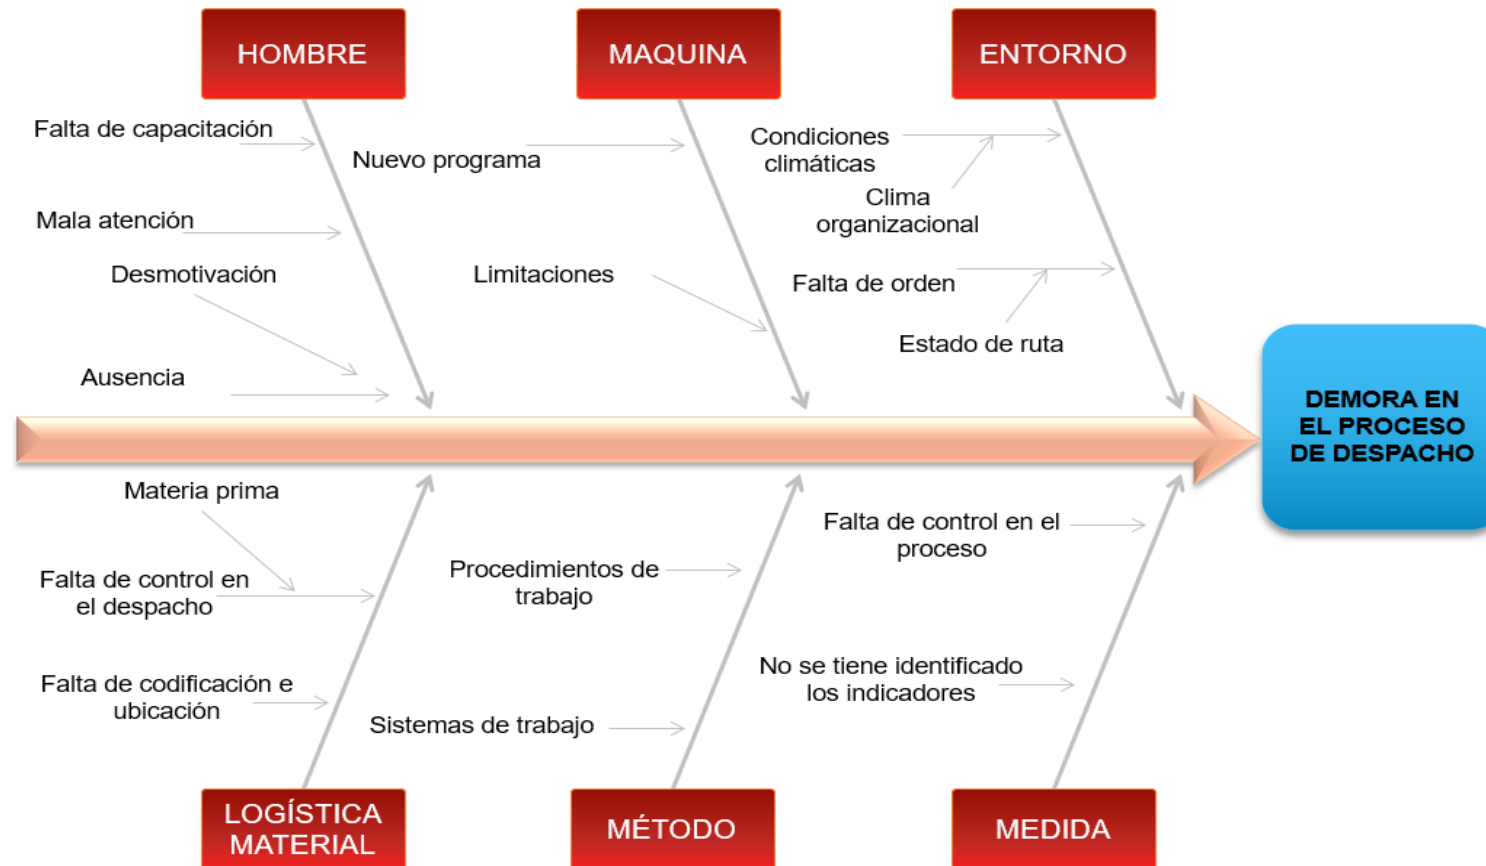 HOMBRE
MAQUINA
ENTORNO
Falta de capacitación
Nuevo programa
Condiciones
climáticas
Clima
organizacional
Mala atención
Desmotivación
Limitaciones
Falta de orden
Estado de ruta
Ausencia
DEMORA EN
EL PROCESO
DE DESPACHO
Materia prima
Falta de control en el
proceso
Falta de control en
el despacho
Procedimientos de
trabajo
No se tiene identificado
los indicadores
Falta de codificación e
ubicación
Sistemas de trabajo
LOGÍSTICA
MATERIAL
MÉTODO
MEDIDA